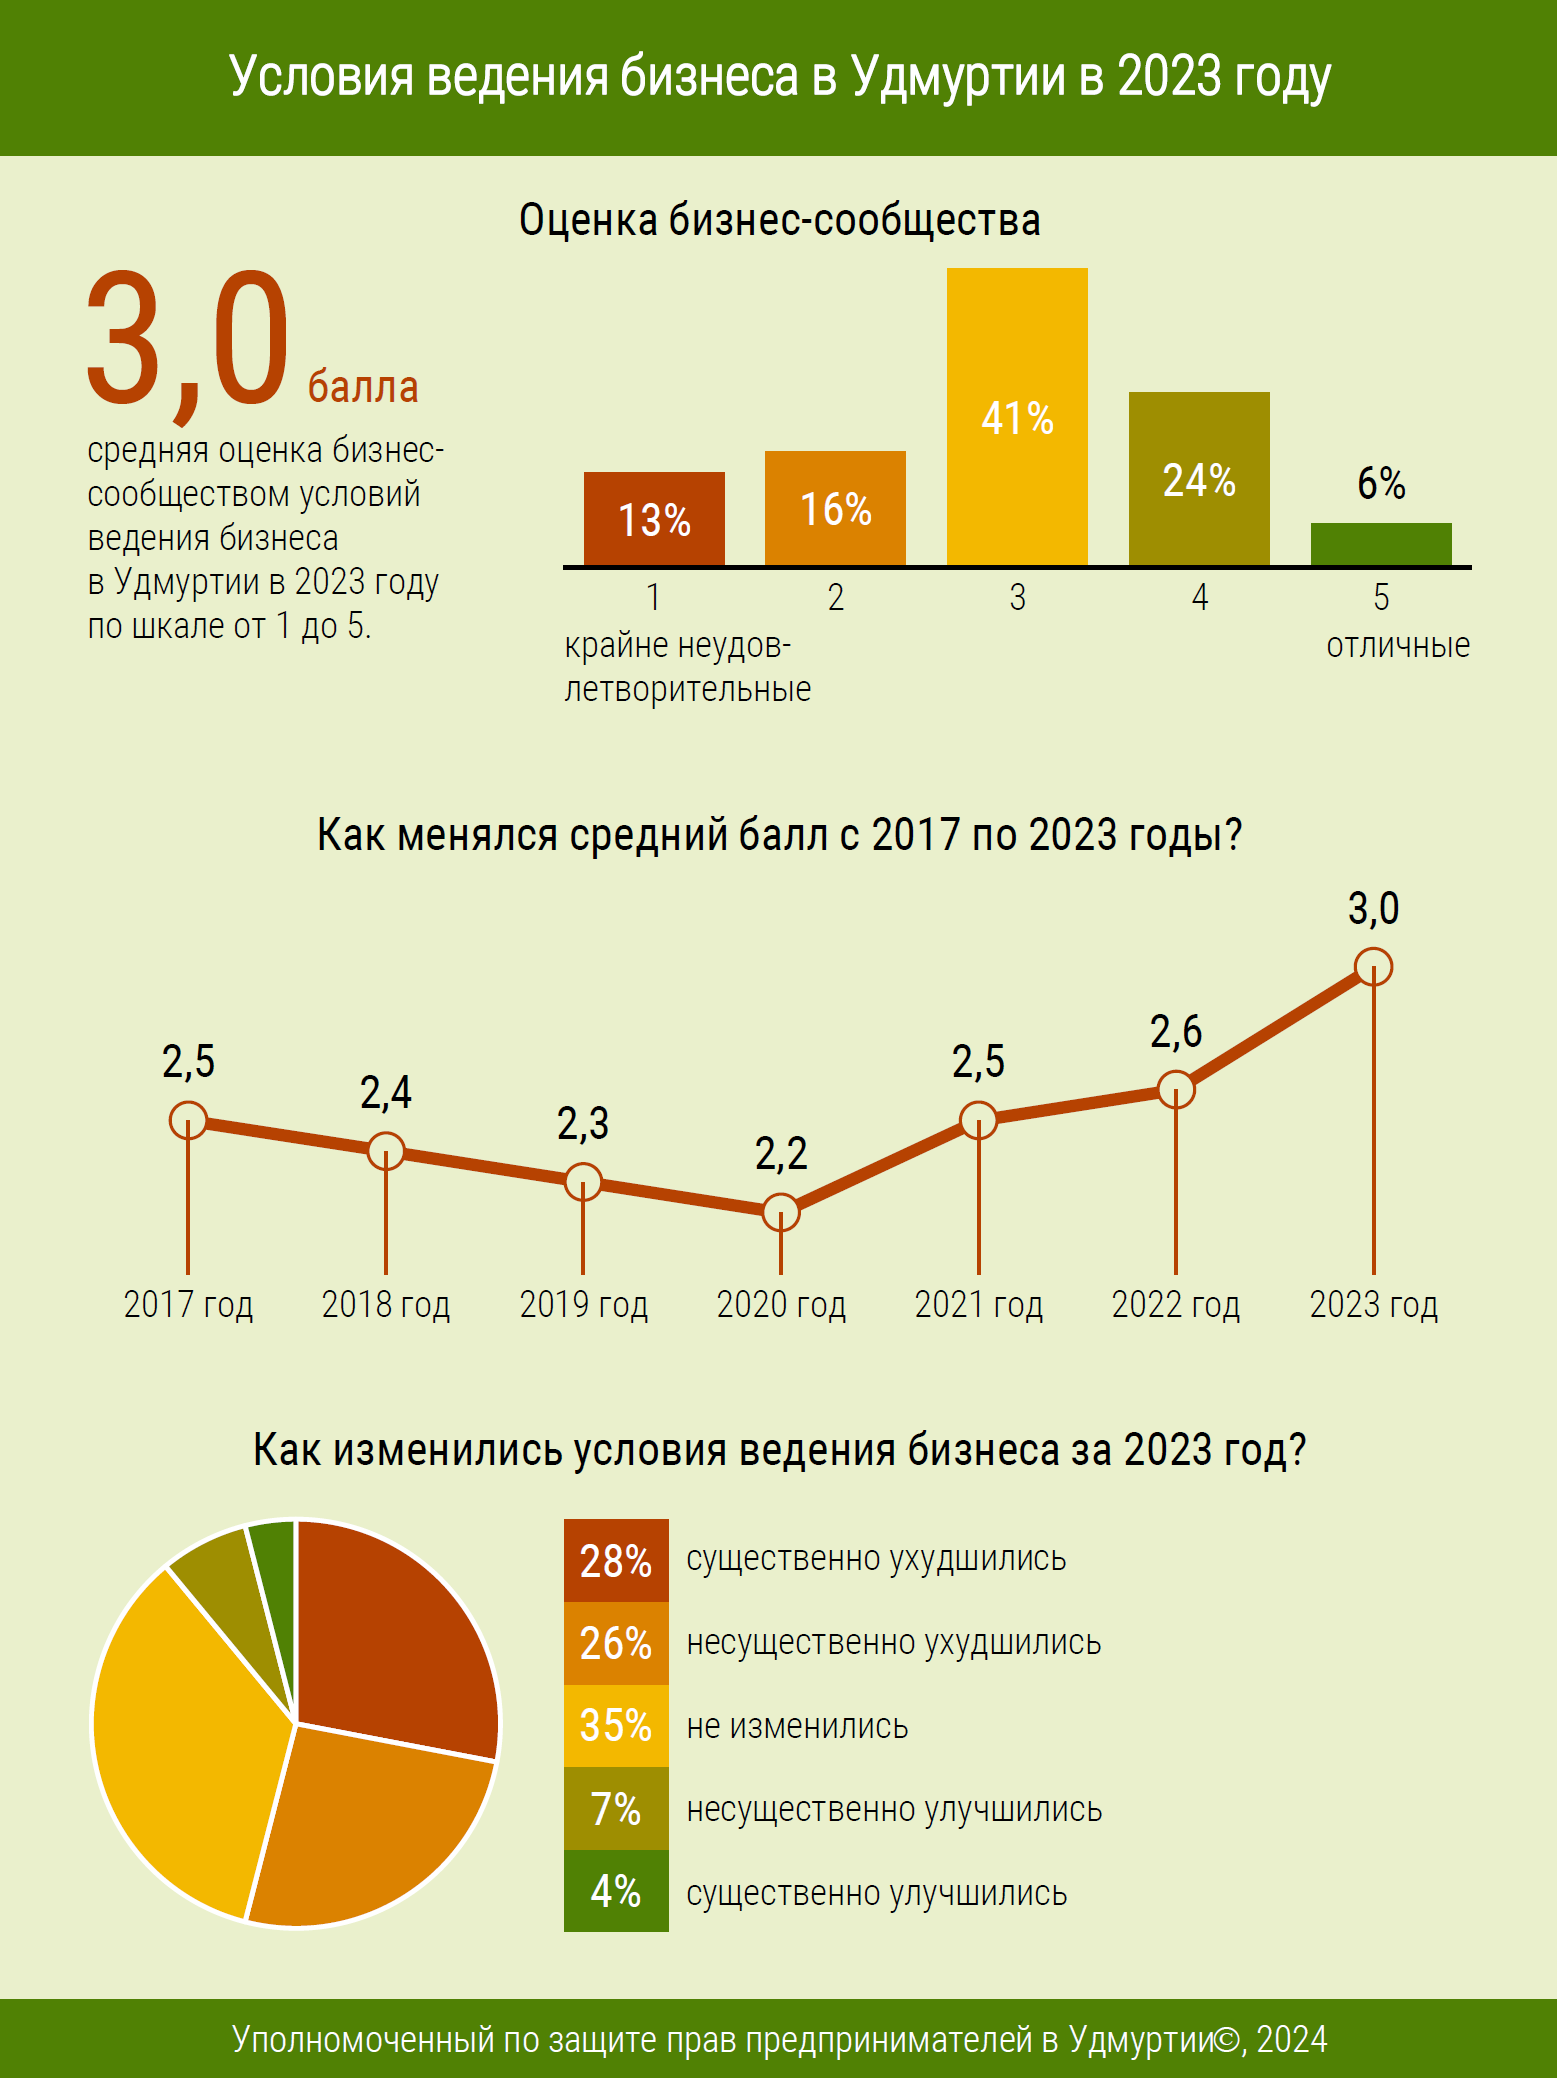 Условия ведения бизнеса в Удмуртии в 2023 году
Оценка бизнес-сообщества
3,0 балла
средняя оценка бизнес-
сообществом условий
ведения бизнеса
в Удмуртии в 2023 году
по шкале от 1 до 5.
13% 16% 41% 24% 6%
1 2 3 4 5
крайне неудов-
летворительные
отличные
Как менялся средний балл с 2017 по 2023 годы?
2,5 2,4 2,3 2,2 2,5 2,6 3,0
2017 год 2018 год 2019 год 2020 год 2021 год 2022 год 2023 год
Как изменились условия ведения бизнеса за 2023 год?
28% существенно ухудшились
26% несущественно ухудшились
35% не изменились
7% несущественно улучшились
4% существенно улучшились
Уполномоченный по защите прав предпринимателей в Удмуртии©, 2024